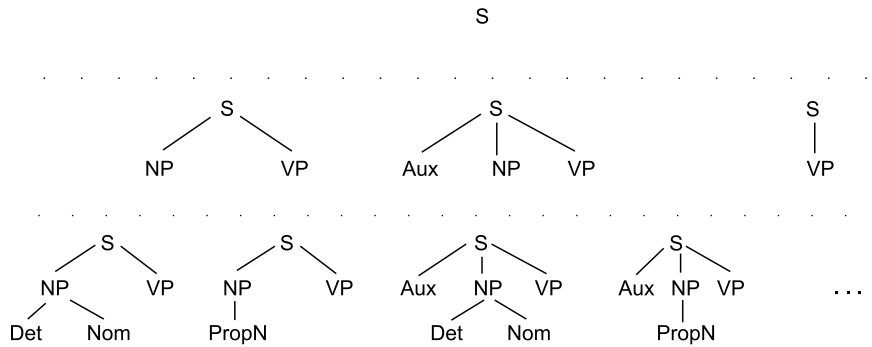 S
S S S
NP VP Aux NP VP VP
S S S S
NP VP NP VP Aux NP VP Aux NP VP ...
Det Nom PropN Det Nom PropN